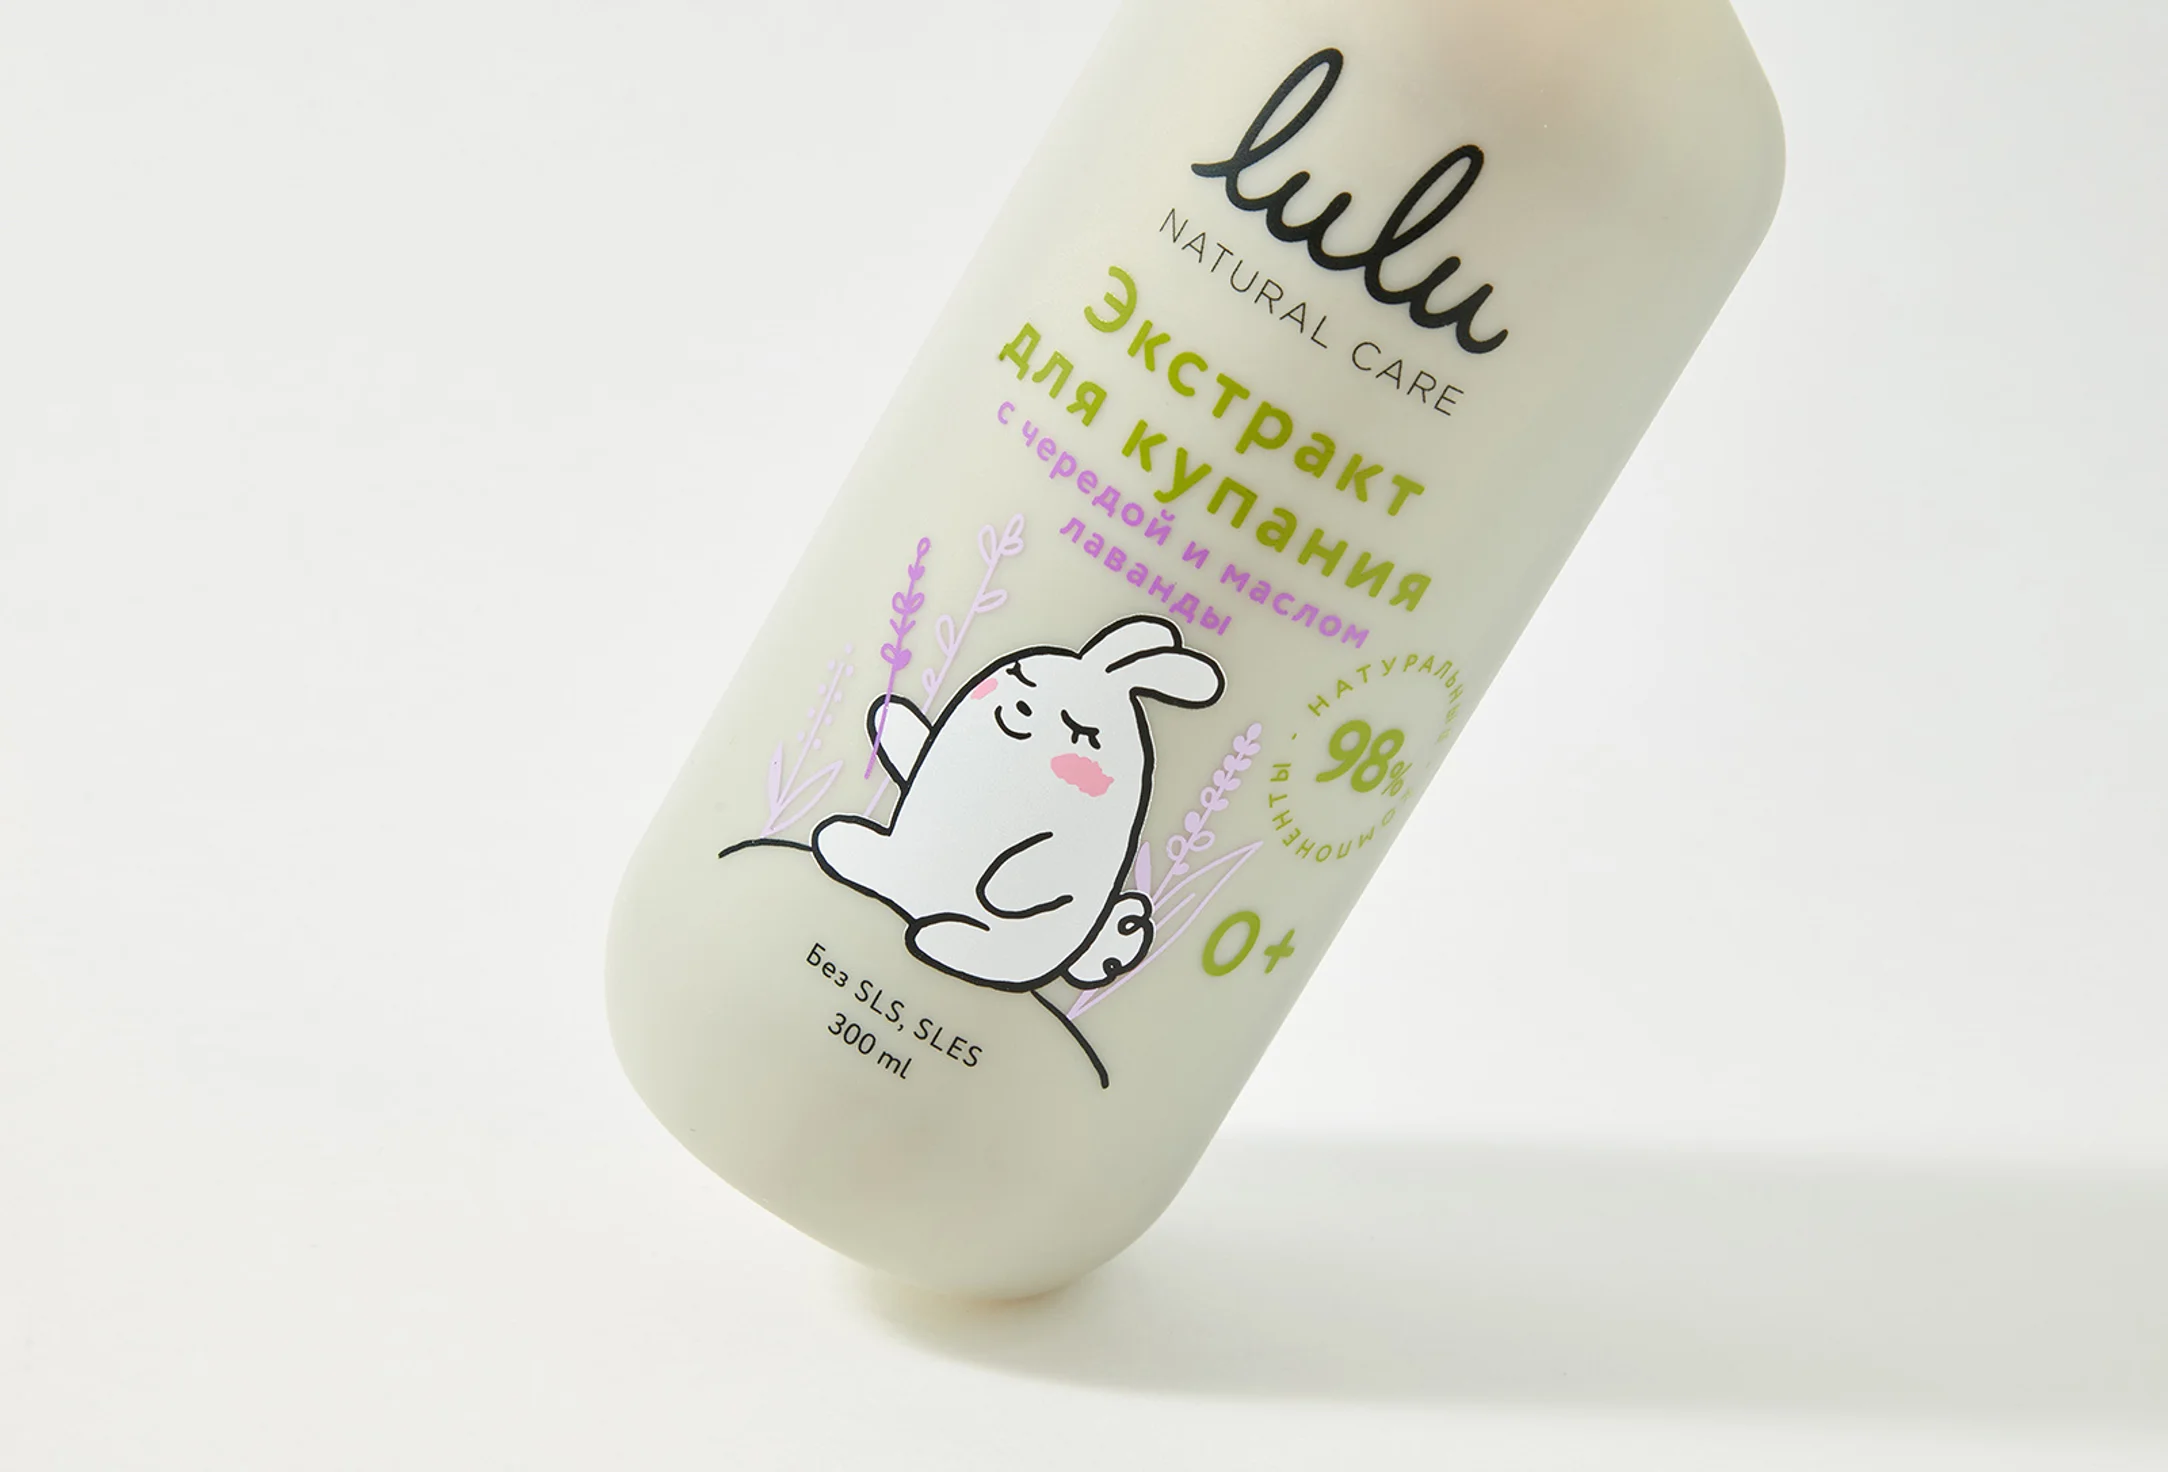 lulu
NATURAL CARE
Экстракт
для купания
с чередой и маслом
лаванды
НАТУРАЛЬНЫЕ · КОМПОНЕНТЫ ·
98%
0+
Без SLS, SLES
300 ml